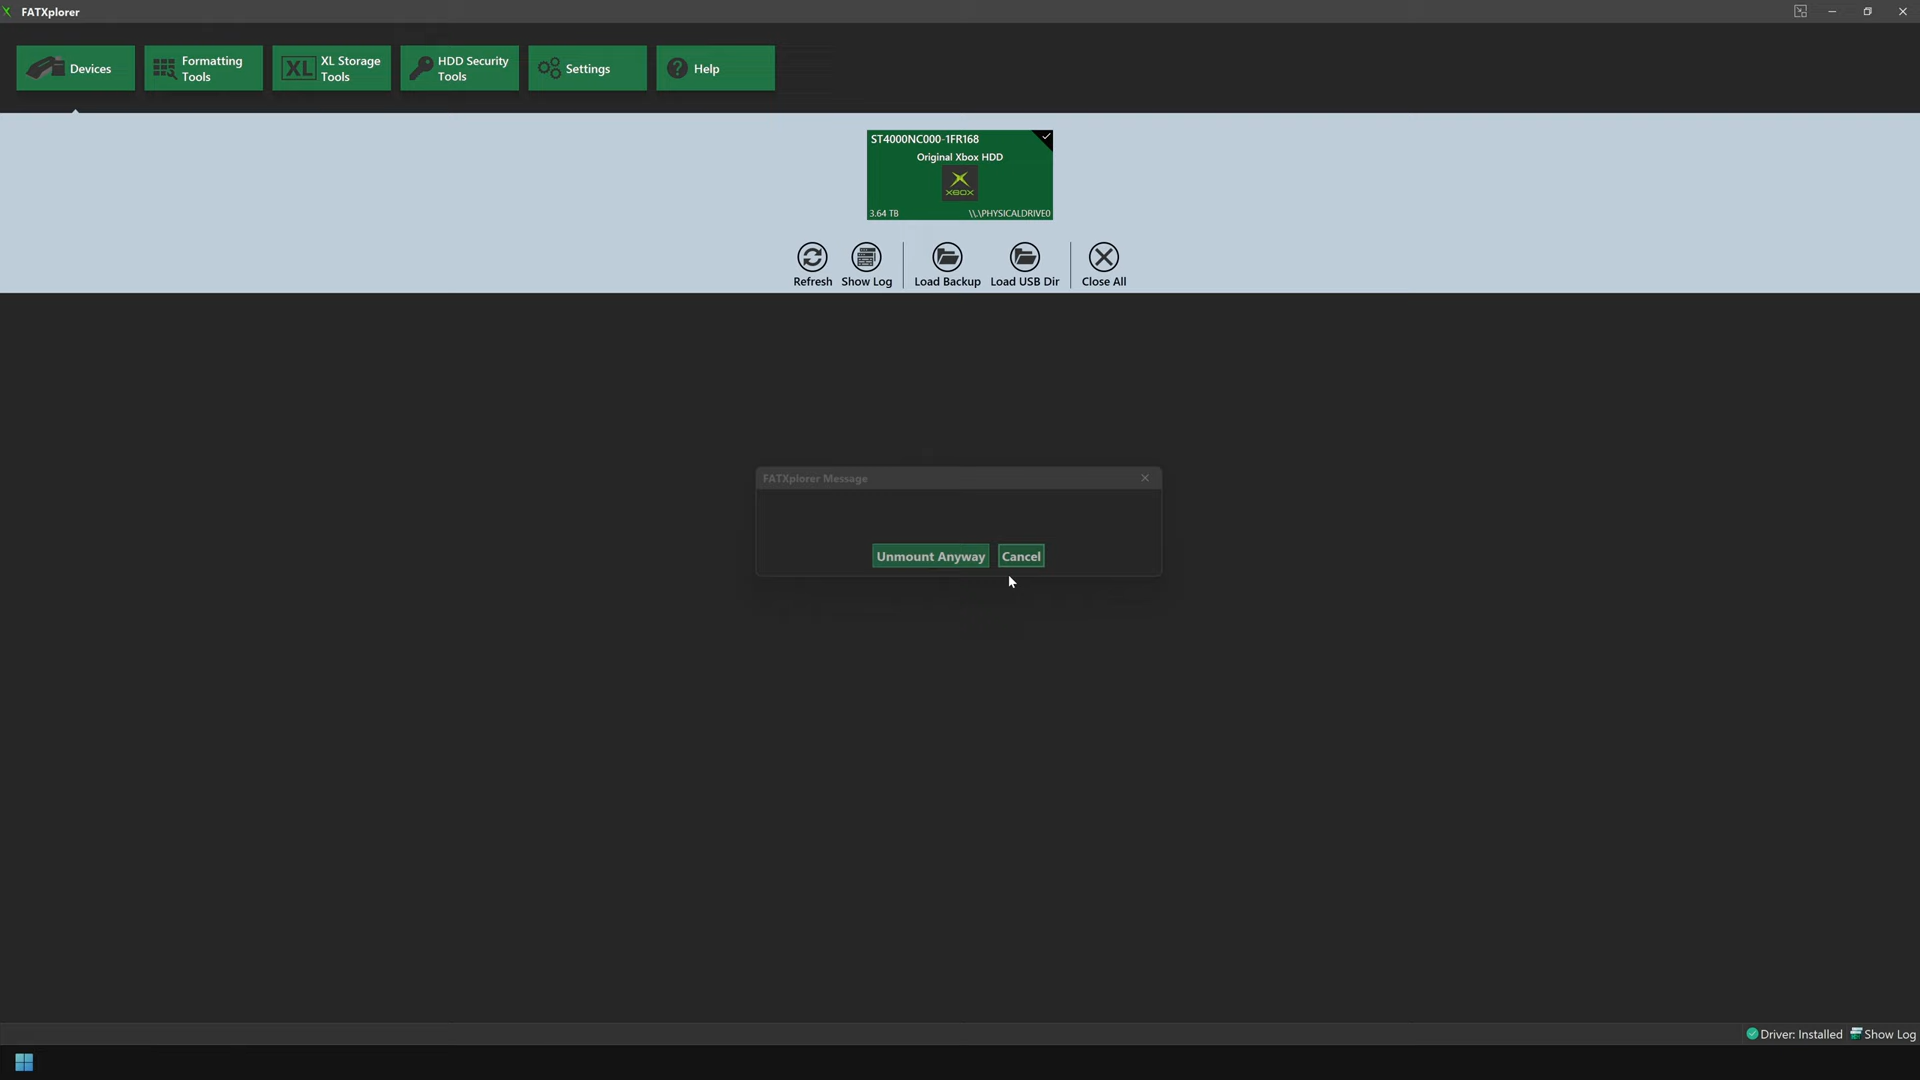 FATXplorer
Devices
Formatting
Tools
XL
XL Storage
Tools
HDD Security
Tools
Settings
? Help
ST4000NC000-1FR168
Original Xbox HDD
XBOX
3.64 TB
\\.\PHYSICALDRIVE0
Refresh
Show Log
Load Backup
Load USB Dir
Close All
FATXplorer Message
Unmount Anyway
Cancel
Driver: Installed
Show Log